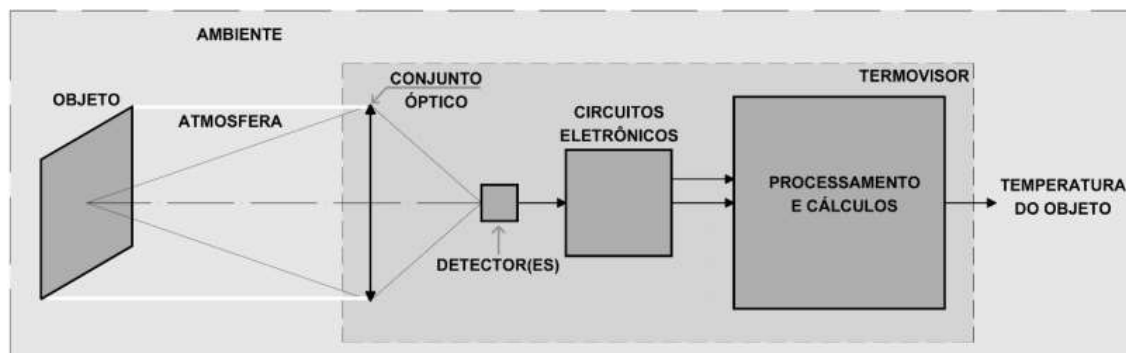 AMBIENTE
TERMOVISOR
OBJETO
ATMOSFERA
CONJUNTO
ÓPTICO
DETECTOR(ES)
CIRCUITOS
ELETRÔNICOS
PROCESSAMENTO
E CÁLCULOS
TEMPERATURA
DO OBJETO